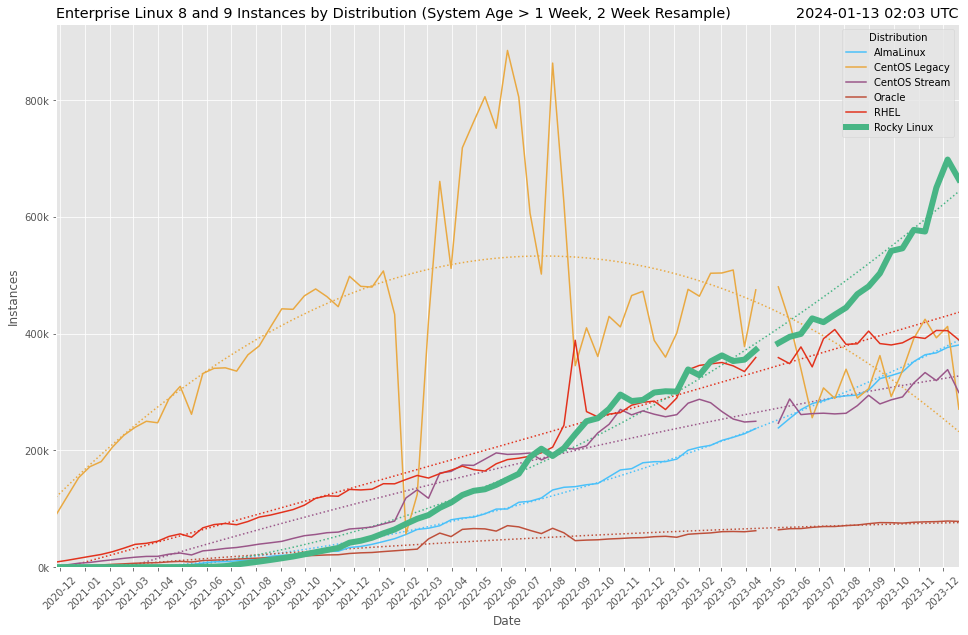 Enterprise Linux 8 and 9 Instances by Distribution (System Age > 1 Week, 2 Week Resample)
2024-01-13 02:03 UTC
Distribution
AlmaLinux
CentOS Legacy
CentOS Stream
Oracle
RHEL
Rocky Linux
Instances
800k
600k
400k
200k
0k
2020-12
2021-01
2021-02
2021-03
2021-04
2021-05
2021-06
2021-07
2021-08
2021-09
2021-10
2021-11
2021-12
2022-01
2022-02
2022-03
2022-04
2022-05
2022-06
2022-07
2022-08
2022-09
2022-10
2022-11
2022-12
2023-01
2023-02
2023-03
2023-04
2023-05
2023-06
2023-07
2023-08
2023-09
2023-10
2023-11
2023-12
Date